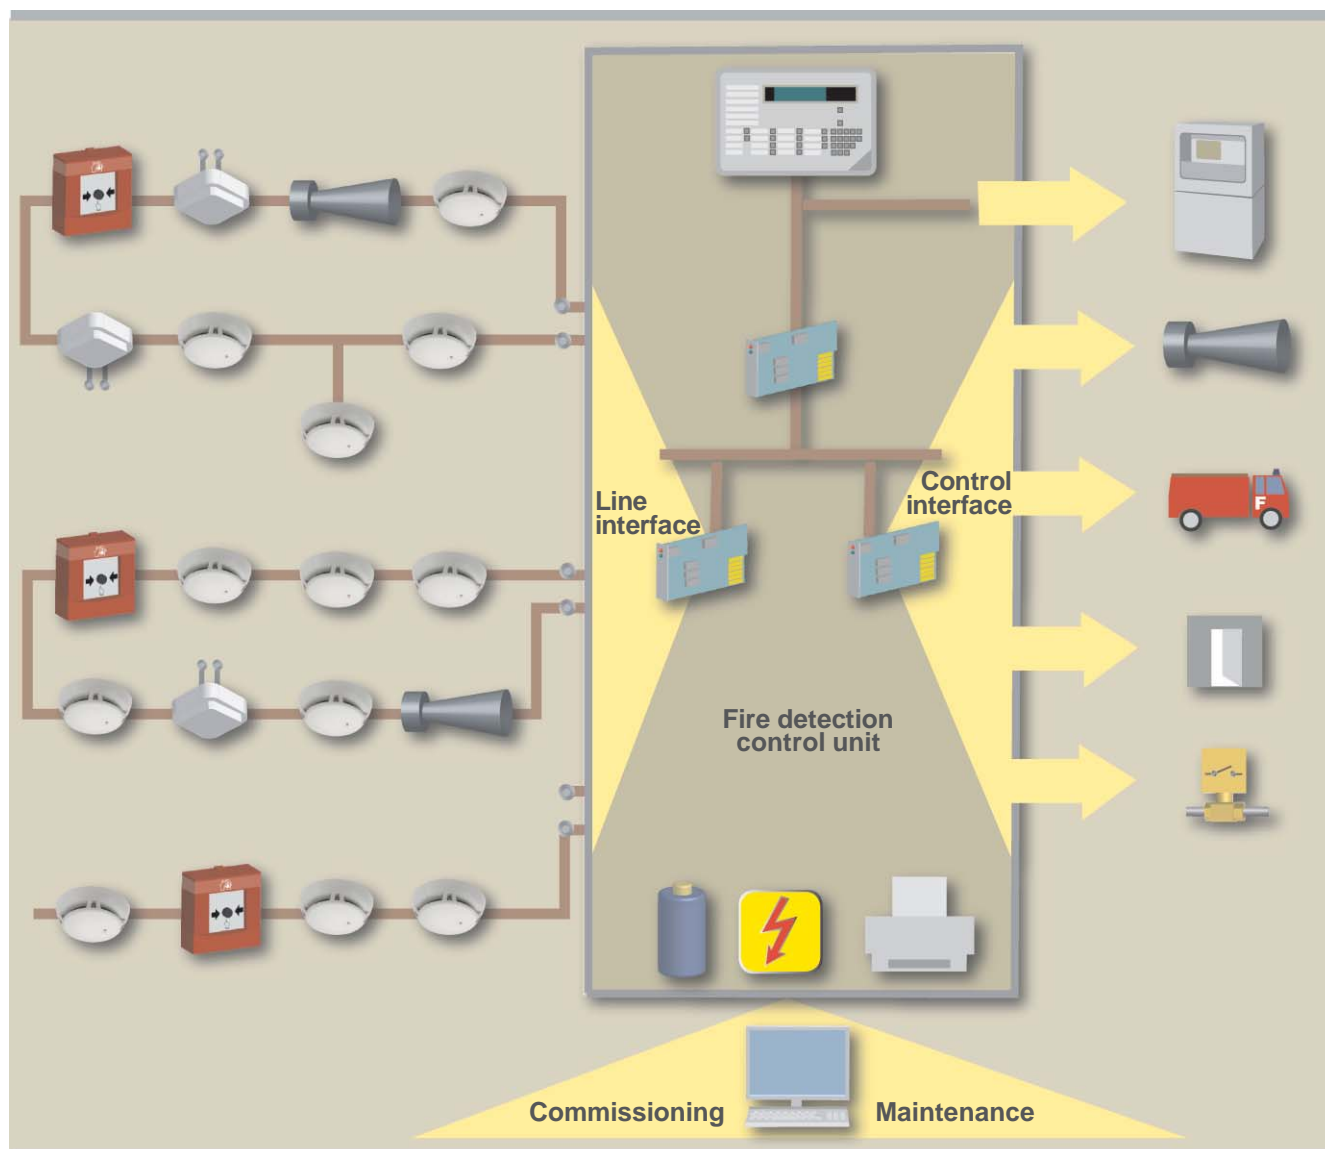 Line
interface
Control
interface
F
Fire detection
control unit
Commissioning
Maintenance